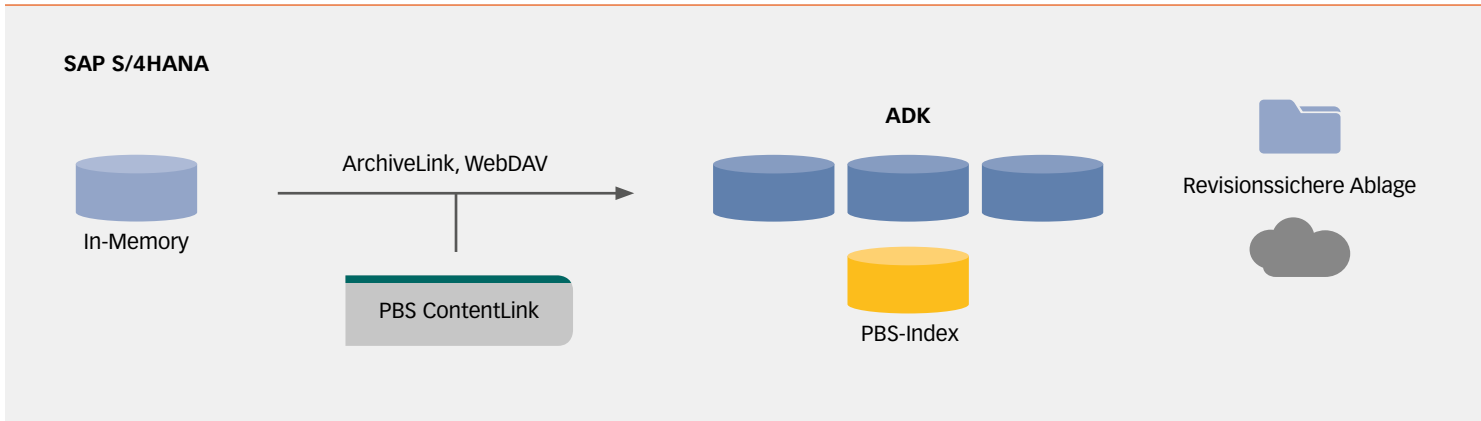 SAP S/4HANA
In-Memory
ArchiveLink, WebDAV
PBS ContentLink
ADK
PBS-Index
Revisionssichere Ablage